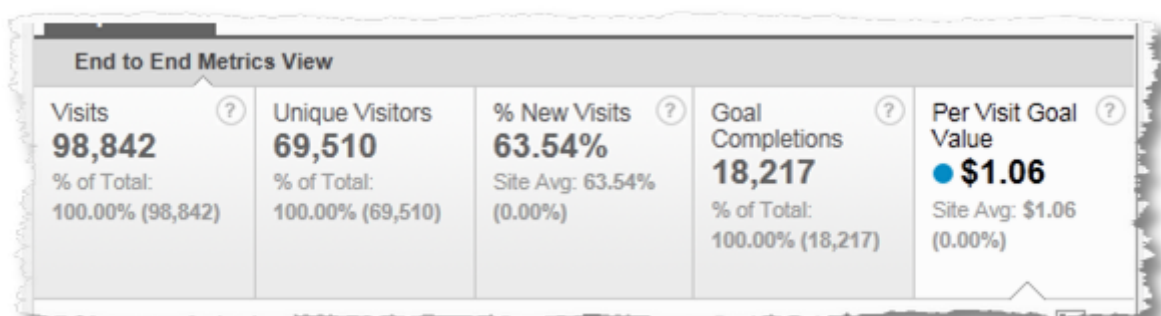 End to End Metrics View
Visits ?
98,842
% of Total:
100.00% (98,842)
Unique Visitors
69,510
% of Total:
100.00% (69,510)
% New Visits ?
63.54%
Site Avg: 63.54%
(0.00%)
Goal ?
Completions
18,217
% of Total:
100.00% (18,217)
Per Visit Goal ?
Value
$1.06
Site Avg: $1.06
(0.00%)